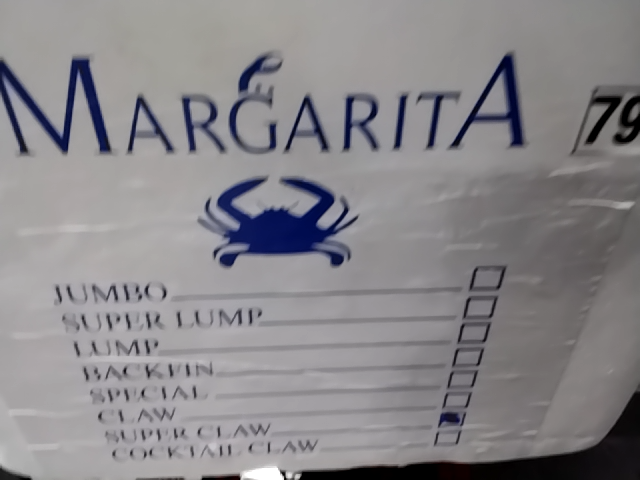 MARGARITA
79
JUMBO
SUPER LUMP
LUMP
BACKFIN
SPECIAL
CLAW
SUPER CLAW
COCKTAIL CLAW